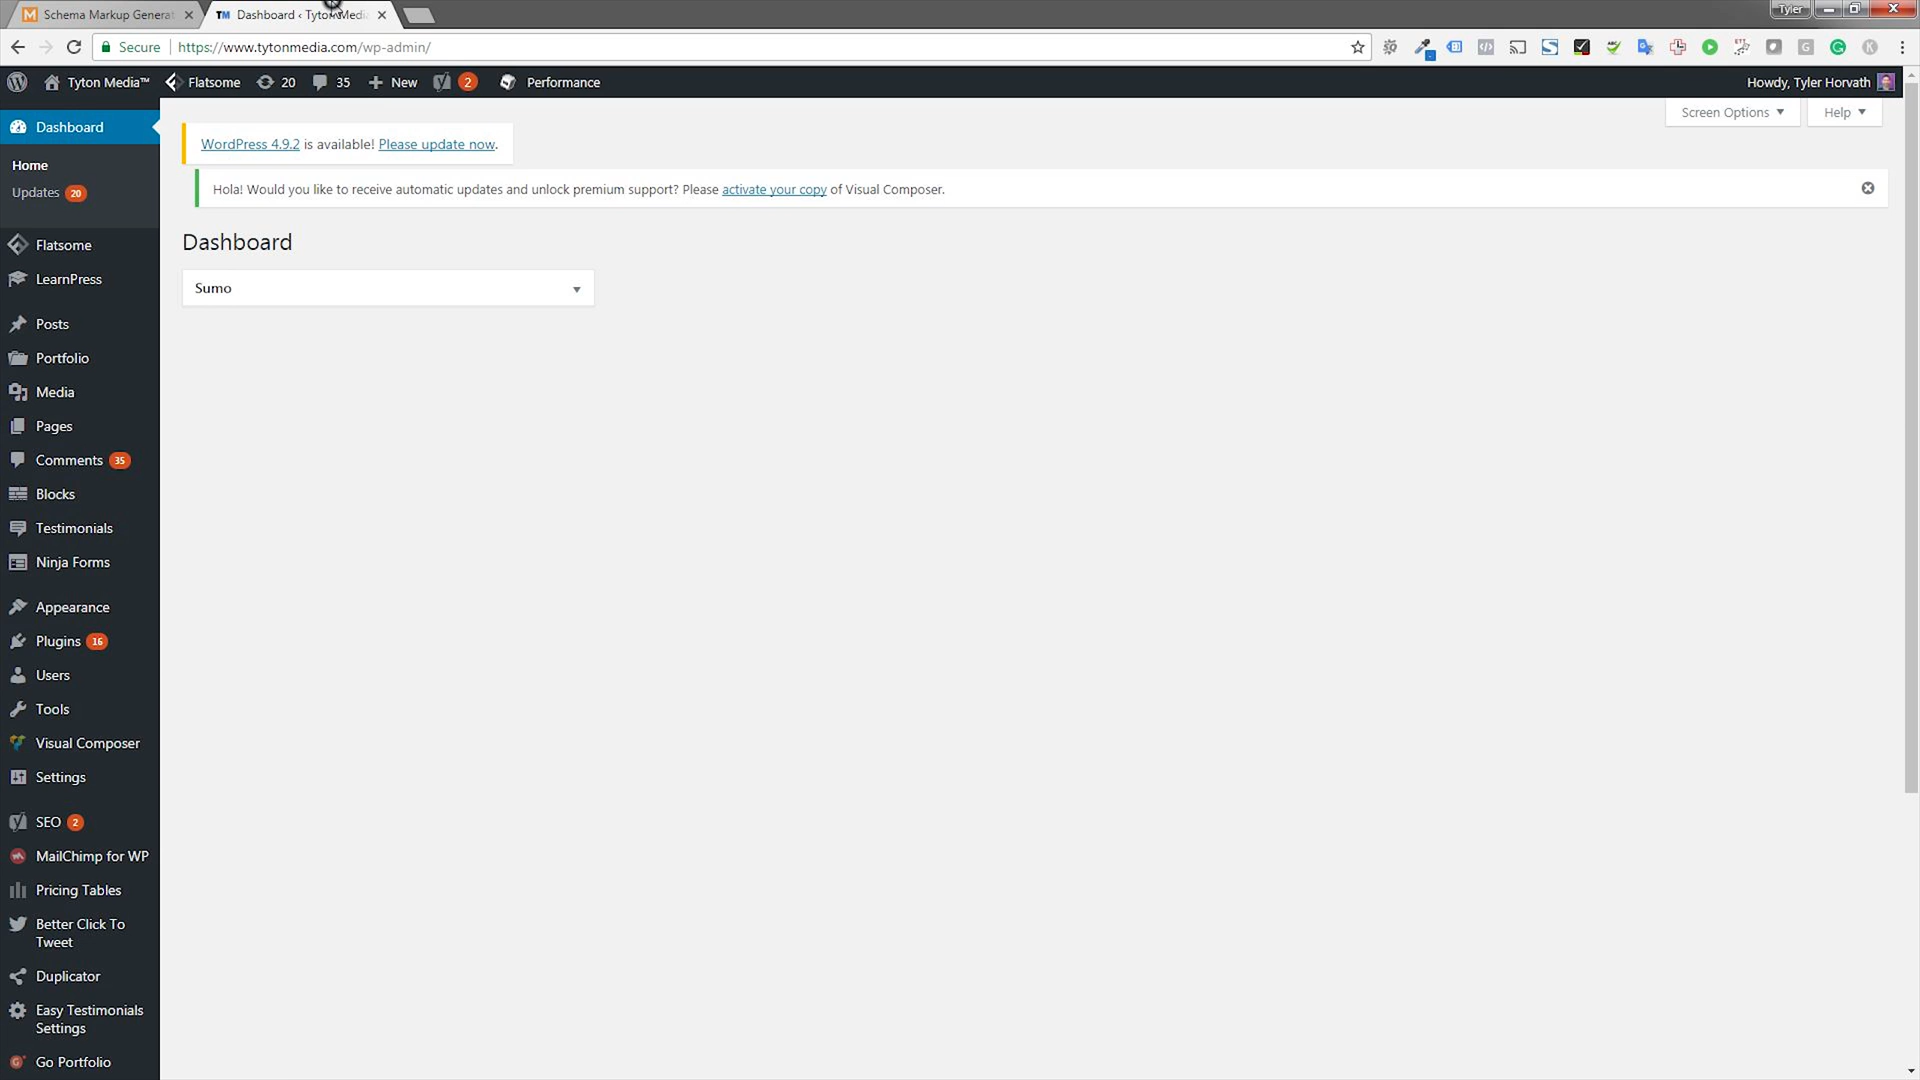 Schema Markup Generat
TM Dashboard ‹ Tyton Media
Tyler
Secure https://www.tytonmedia.com/wp-admin/
Tyton Media™ Flatsome 20 35 New 2 Performance
Howdy, Tyler Horvath
Dashboard
Home
Updates 20
Flatsome
LearnPress
Posts
Portfolio
Media
Pages
Comments 35
Blocks
Testimonials
Ninja Forms
Appearance
Plugins 16
Users
Tools
Visual Composer
Settings
SEO 2
MailChimp for WP
Pricing Tables
Better Click To
Tweet
Duplicator
Easy Testimonials
Settings
Go Portfolio
Screen Options
Help
WordPress 4.9.2 is available! Please update now.
Hola! Would you like to receive automatic updates and unlock premium support? Please activate your copy of Visual Composer.
Dashboard
Sumo